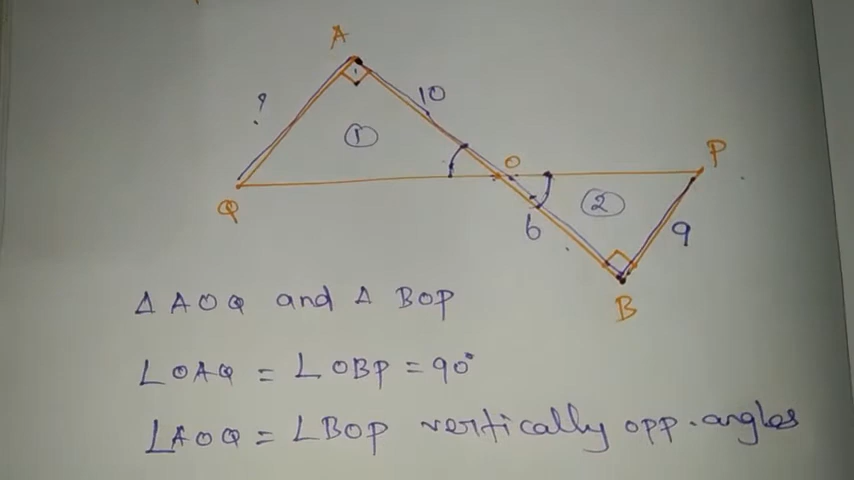 A
?
10
①
O
P
Q
6
②
9
B
Δ AOQ and Δ BOP
∠OAQ = ∠OBP = 90°
∠AOQ = ∠BOP vertically opp. angles